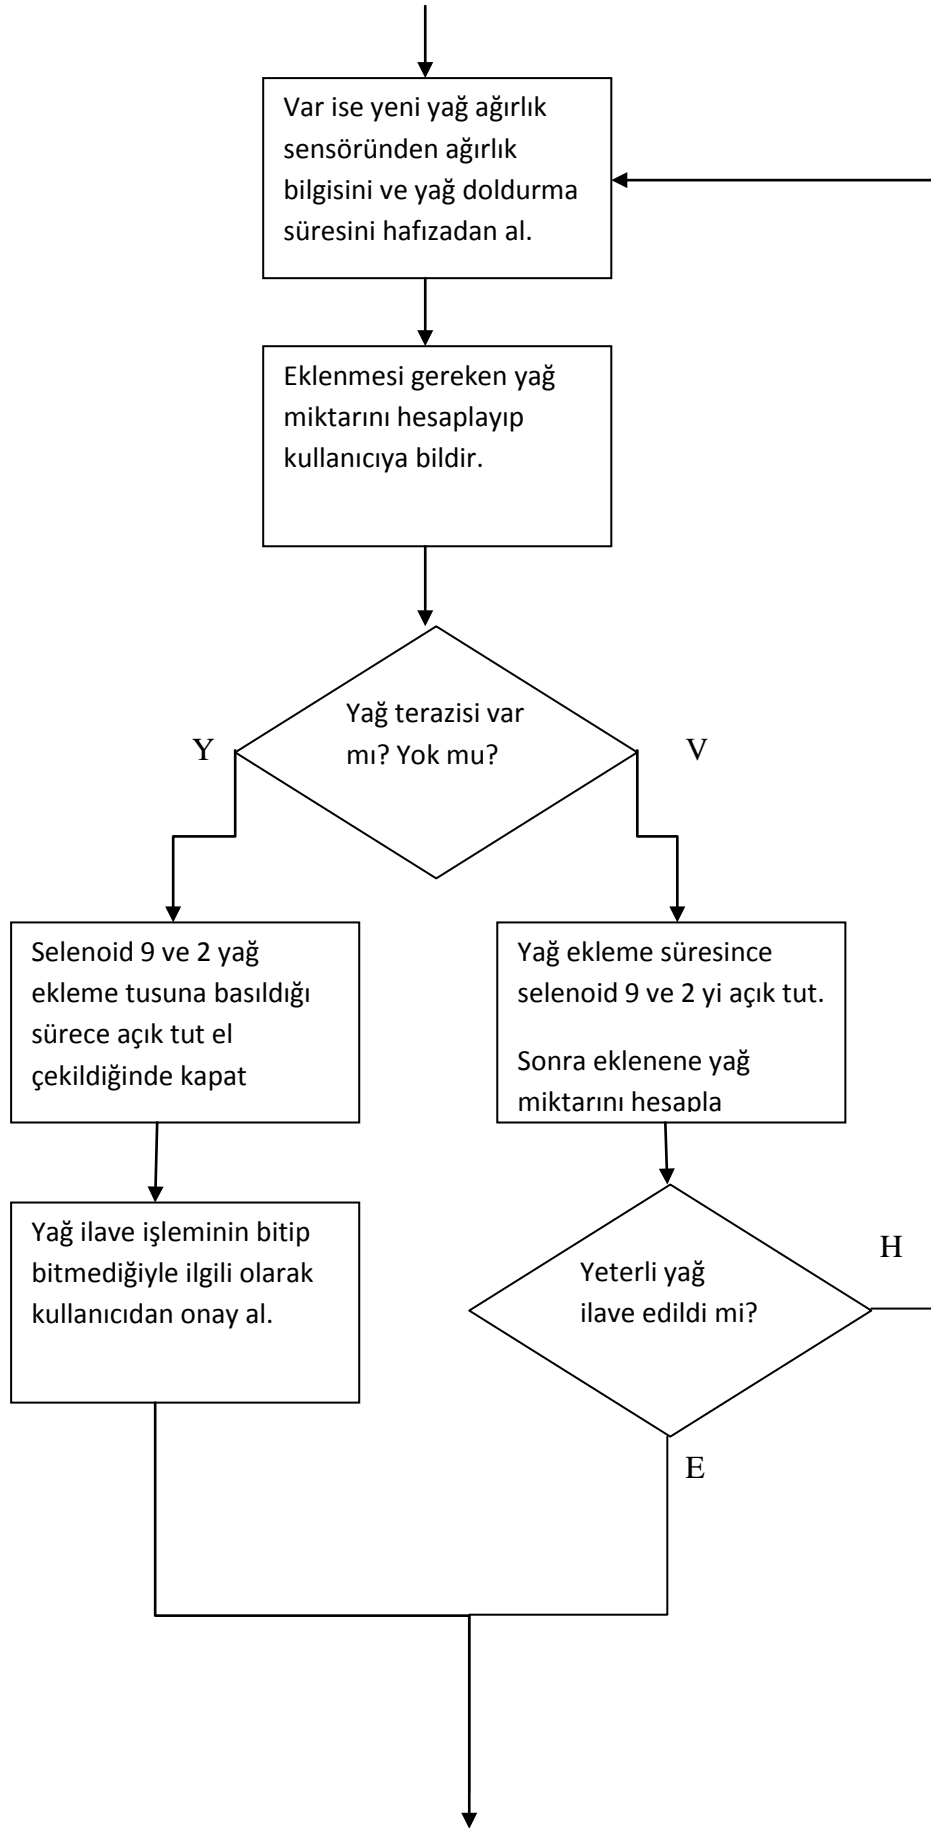 Var ise yeni yağ ağırlık
sensöründen ağırlık
bilgisini ve yağ doldurma
süresini hafızadan al.
Eklenmesi gereken yağ
miktarını hesaplayıp
kullanıcıya bildir.
Yağ terazisi var
mı? Yok mu?
Y
V
Selenoid 9 ve 2 yağ
ekleme tusuna basıldığı
sürece açık tut el
çekildiğinde kapat
Yağ ekleme süresince
selenoid 9 ve 2 yi açık tut.
Sonra eklenene yağ
miktarını hesapla
Yağ ilave işleminin bitip
bitmediğiyle ilgili olarak
kullanıcıdan onay al.
Yeterli yağ
ilave edildi mi?
H
E